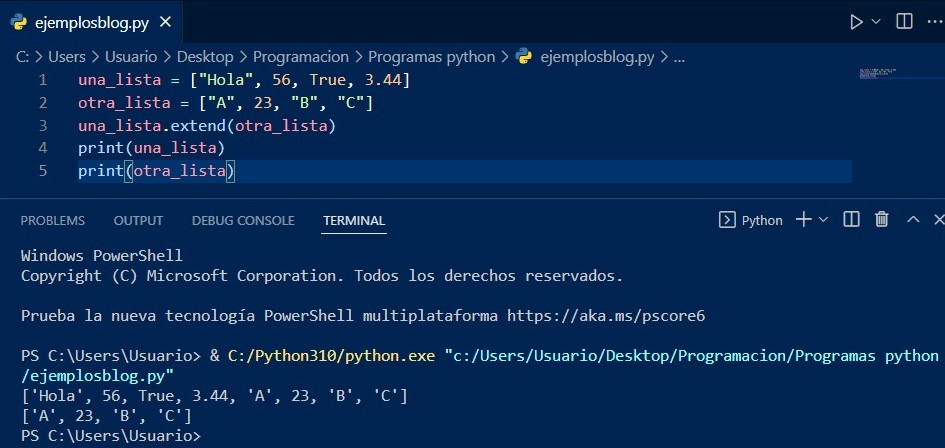 ejemplosblog.py
C: > Users > Usuario > Desktop > Programacion > Programas python > ejemplosblog.py > ...
1 una_lista = ["Hola", 56, True, 3.44]
2 otra_lista = ["A", 23, "B", "C"]
3 una_lista.extend(otra_lista)
4 print(una_lista)
5 print(otra_lista)
PROBLEMS OUTPUT DEBUG CONSOLE TERMINAL Python
Windows PowerShell
Copyright (C) Microsoft Corporation. Todos los derechos reservados.
Prueba la nueva tecnología PowerShell multiplataforma https://aka.ms/pscore6
PS C:\Users\Usuario> & C:/Python310/python.exe "c:/Users/Usuario/Desktop/Programacion/Programas python
/ejemplosblog.py"
['Hola', 56, True, 3.44, 'A', 23, 'B', 'C']
['A', 23, 'B', 'C']
PS C:\Users\Usuario>